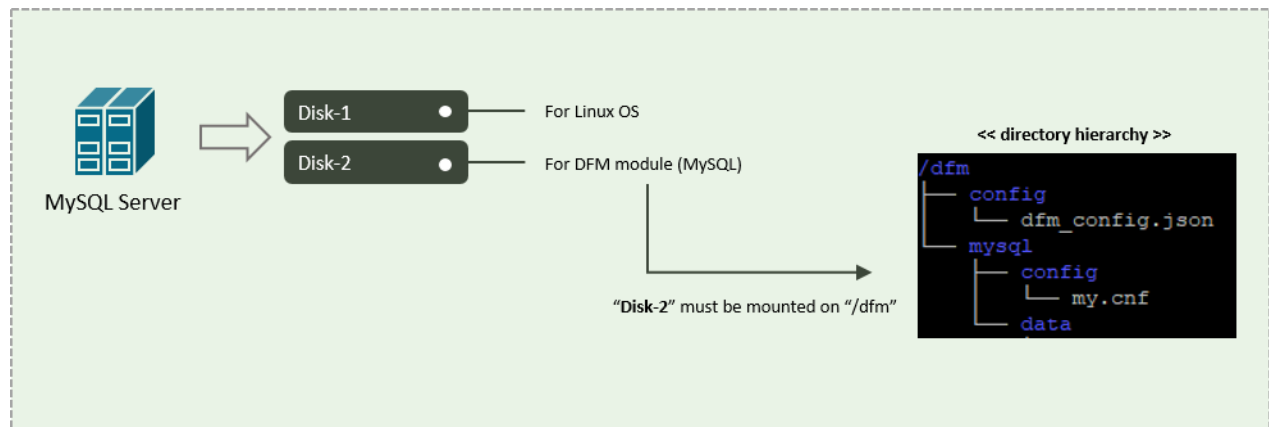 MySQL Server
Disk-1
For Linux OS
Disk-2
For DFM module (MySQL)
“Disk-2” must be mounted on “/dfm”
<< directory hierarchy >>
/dfm
├── config
│   └── dfm_config.json
└── mysql
    ├── config
    │   └── my.cnf
    └── data